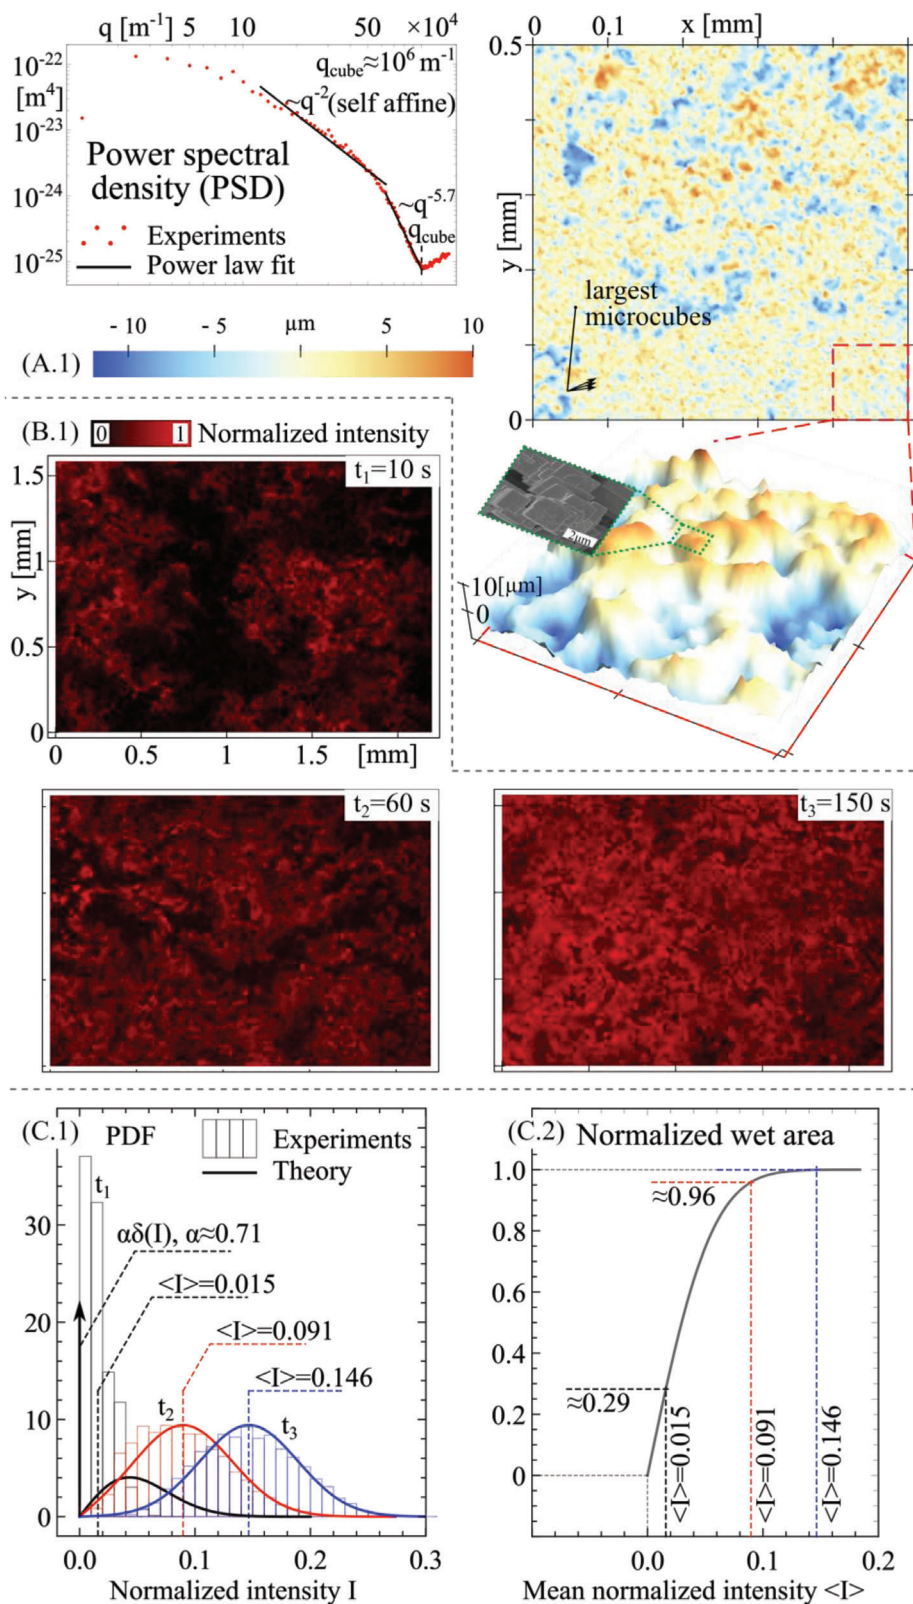 q [m⁻¹] 5 10 50 ×10⁴
10⁻²²
[m⁴]
10⁻²³
10⁻²⁴
10⁻²⁵
q_cube≈10⁶ m⁻¹
~q⁻² (self affine)
Power spectral
density (PSD)
~q⁻⁵·⁷
q_cube
Experiments
Power law fit
(A.1)
- 10 - 5 μm 5 10
0 0.1 x [mm]
0.5
y [mm]
0
largest
microcubes
2μm
10[μm]
0
(B.1) 0 1 Normalized intensity
t₁=10 s
1.5
1
0.5
0
y [mm]
0 0.5 1 1.5 [mm]
t₂=60 s
t₃=150 s
(C.1) PDF
Experiments
Theory
t₁
αδ(I), α≈0.71
<I>=0.015
<I>=0.091
<I>=0.146
t₂
t₃
30
20
10
0
0.0 0.1 0.2 0.3
Normalized intensity I
(C.2) Normalized wet area
1.0
0.8
0.6
0.4
0.2
0
≈0.96
≈0.29
<I>=0.015
<I>=0.091
<I>=0.146
0.0 0.1 0.2
Mean normalized intensity <I>